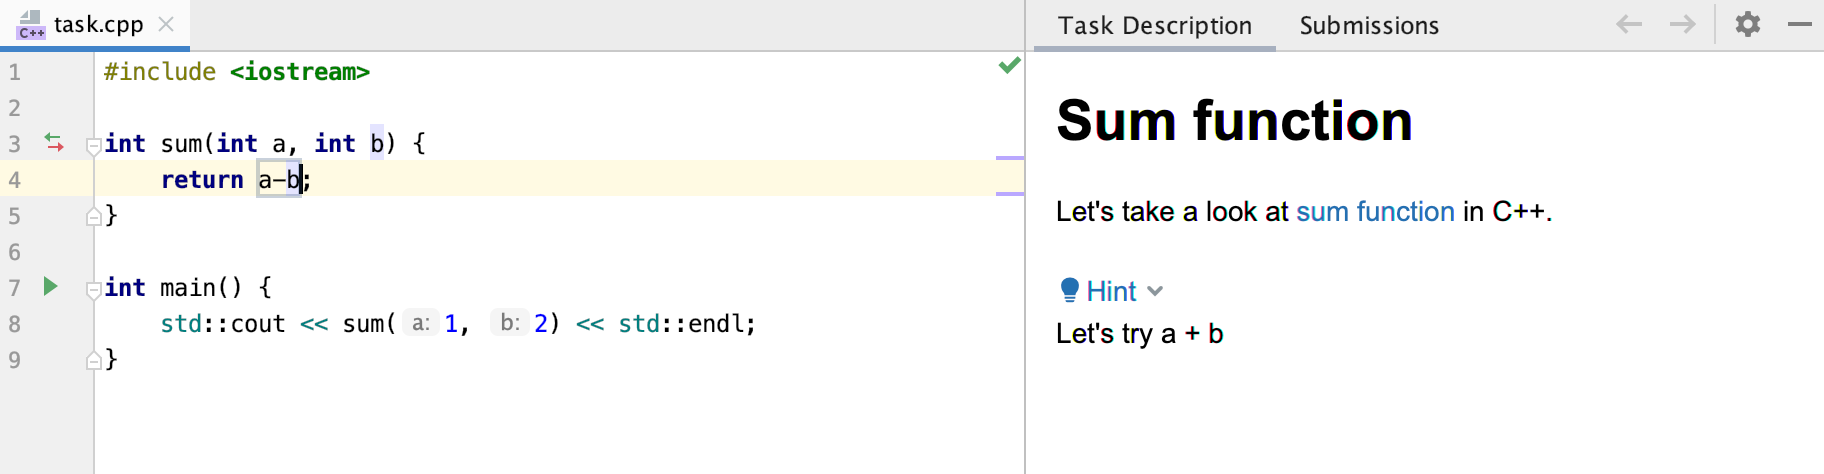 C++ task.cpp
1 #include <iostream>
2
3 int sum(int a, int b) {
4 return a-b;
5 }
6
7 int main() {
8 std::cout << sum( a: 1, b: 2) << std::endl;
9 }
Task Description Submissions
Sum function
Let's take a look at sum function in C++.
Hint
Let's try a + b